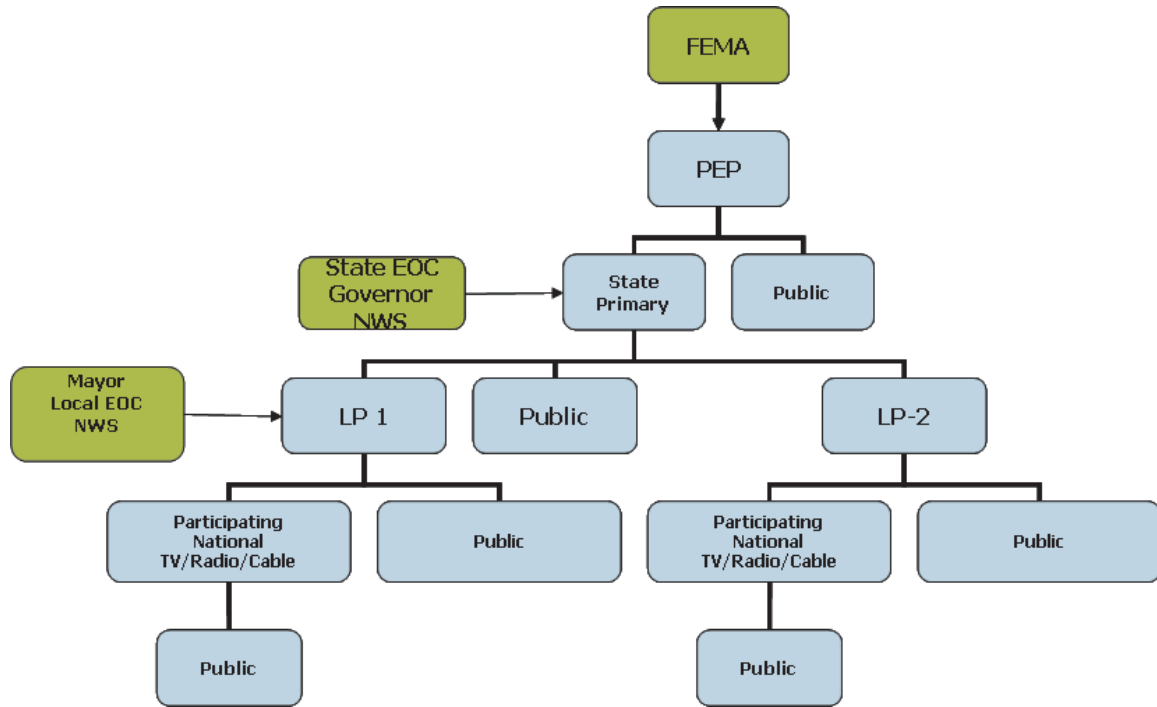 FEMA
PEP
State EOC
Governor
NWS
State
Primary
Public
Mayor
Local EOC
NWS
LP 1
Public
LP-2
Participating
National
TV/Radio/Cable
Public
Participating
National
TV/Radio/Cable
Public
Public
Public